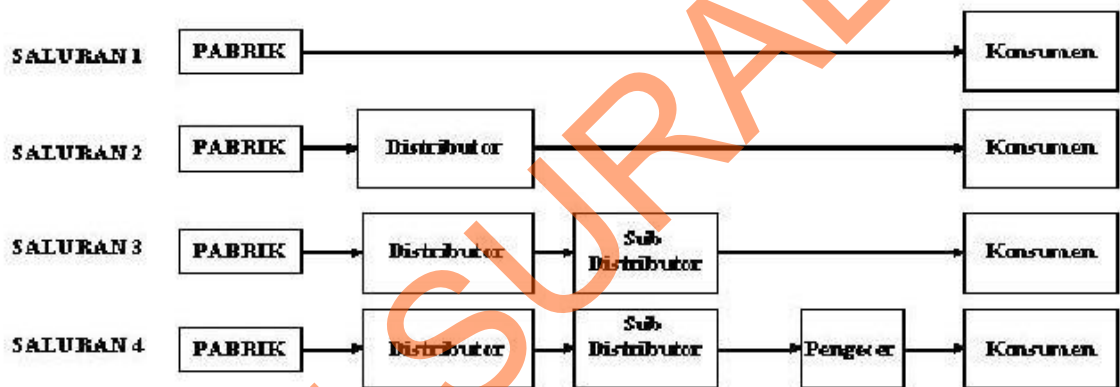 SALURAN 1 PABRIK Konsumen
SALURAN 2 PABRIK Distributor Konsumen
SALURAN 3 PABRIK Distributor Sub Distributor Konsumen
SALURAN 4 PABRIK Distributor Sub Distributor Pengecer Konsumen
SURA